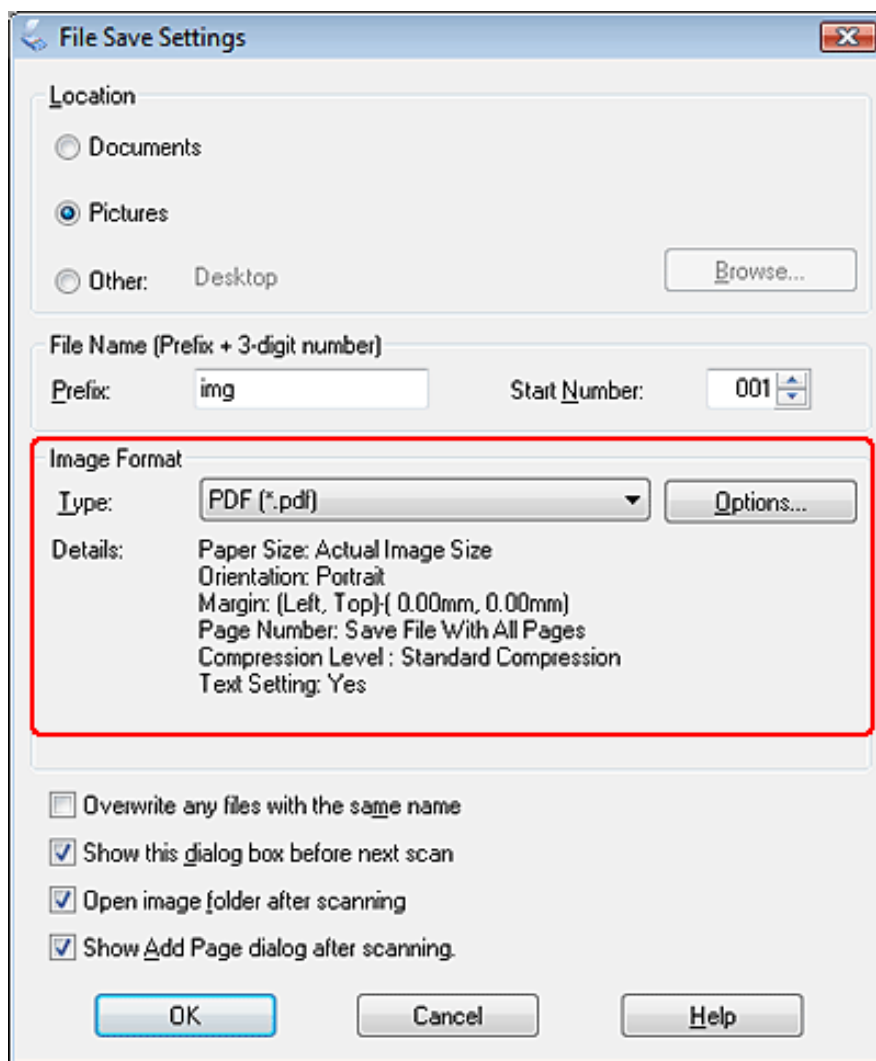 File Save Settings
Location
Documents
Pictures
Other: Desktop Browse...
File Name (Prefix + 3-digit number)
Prefix: img Start Number: 001
Image Format
Type: PDF (*.pdf) Options...
Details: Paper Size: Actual Image Size
Orientation: Portrait
Margin: (Left, Top)-( 0.00mm, 0.00mm)
Page Number: Save File With All Pages
Compression Level : Standard Compression
Text Setting: Yes
Overwrite any files with the same name
Show this dialog box before next scan
Open image folder after scanning
Show Add Page dialog after scanning.
OK Cancel Help